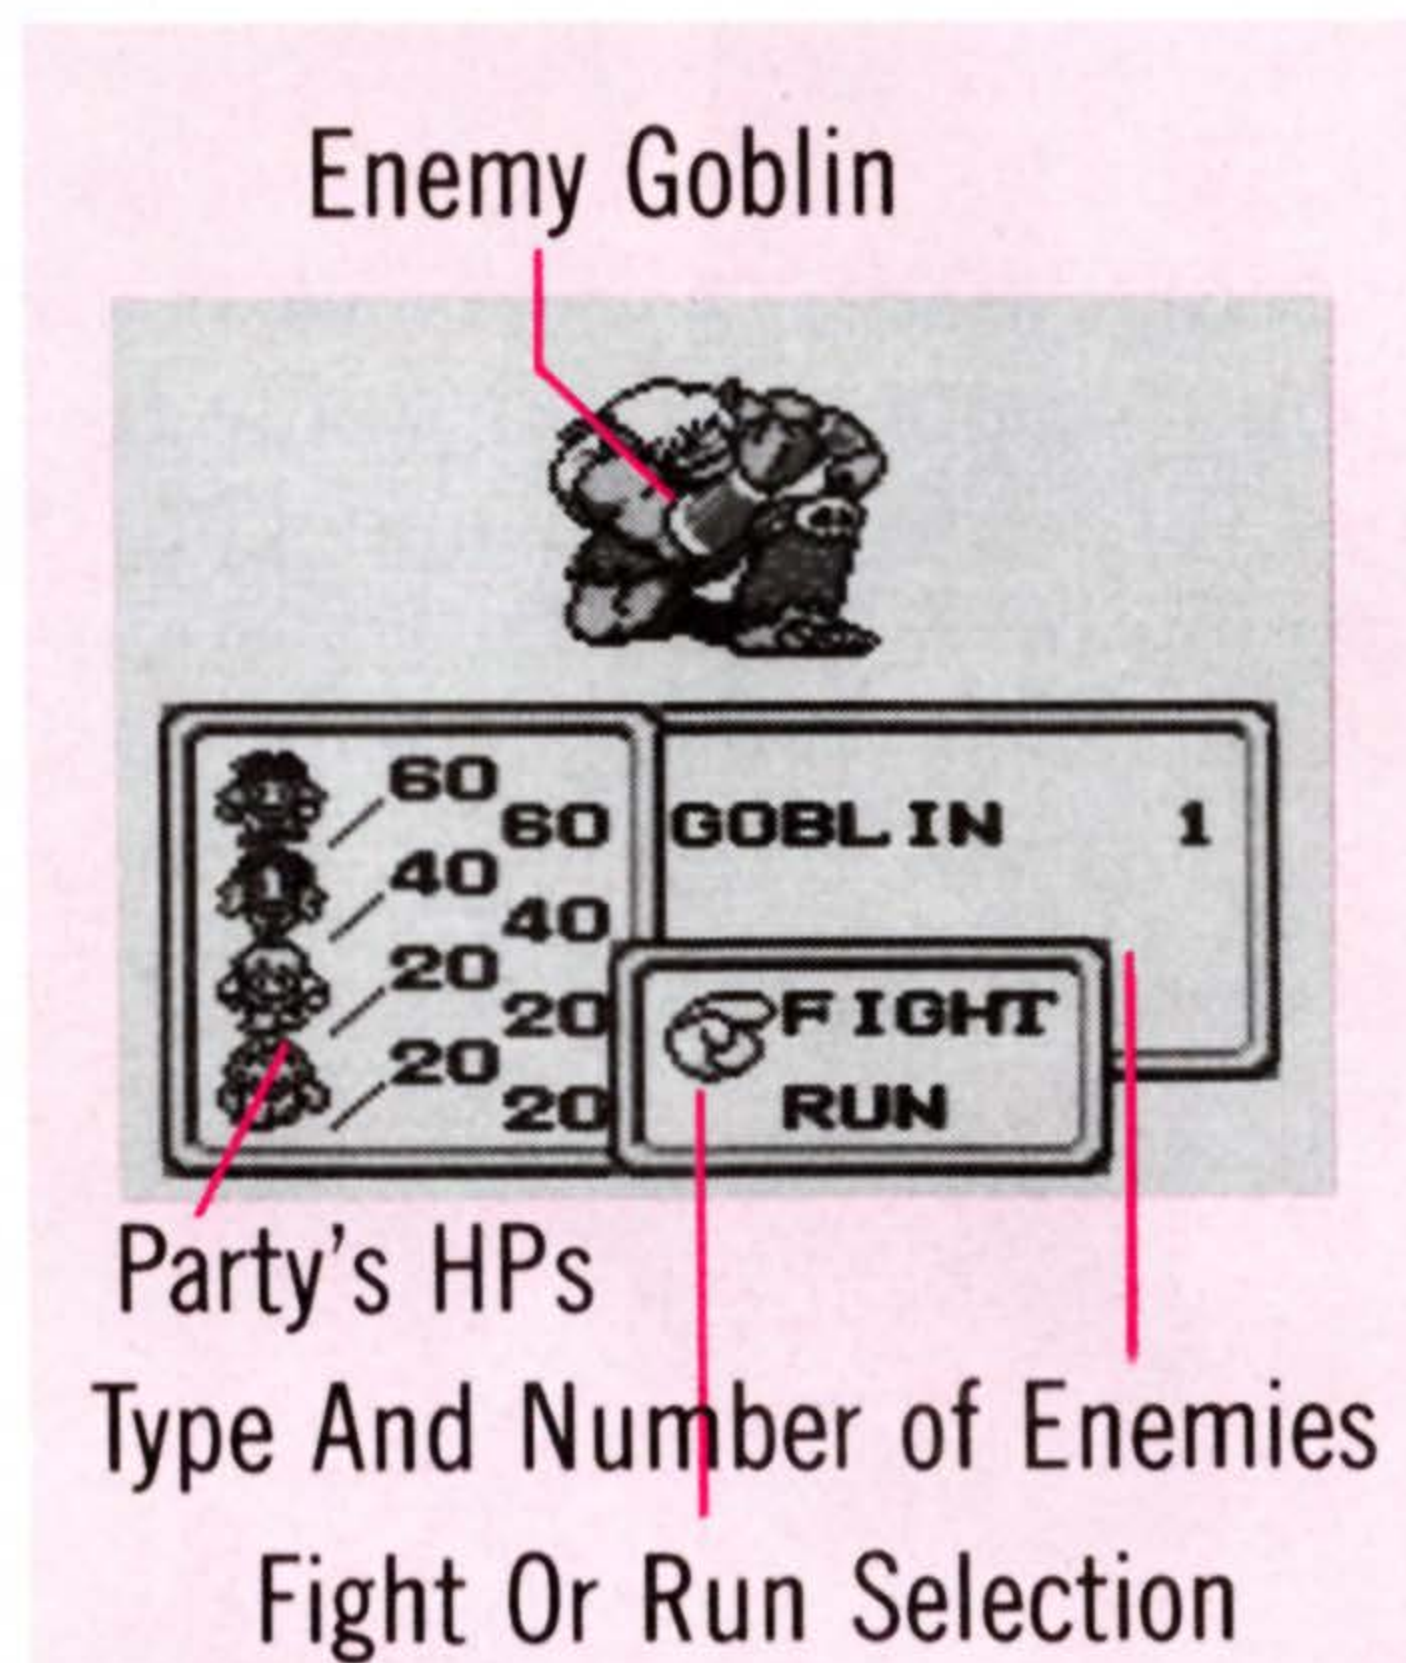 Enemy Goblin
60
60
40
40
20
20
20
20
GOBLIN 1
FIGHT
RUN
Party's HPs
Type And Number of Enemies
Fight Or Run Selection